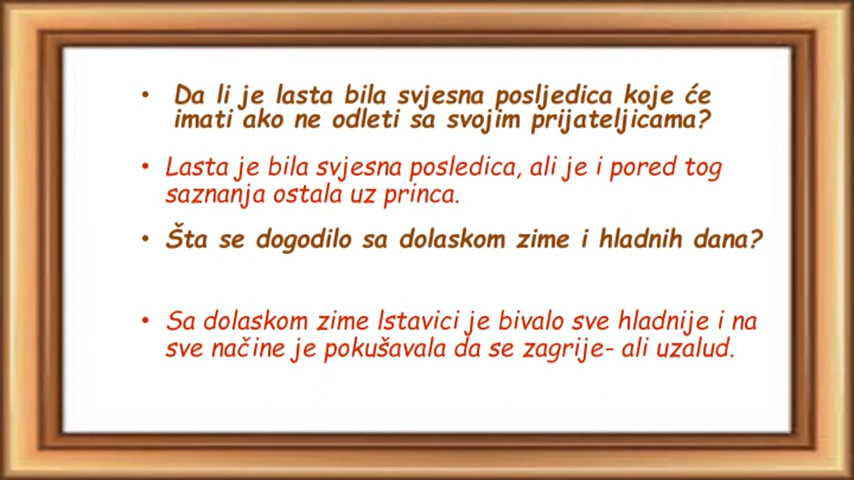 • Da li je lasta bila svjesna posljedica koje će
imati ako ne odleti sa svojim prijateljicama?
• Lasta je bila svjesna posledica, ali je i pored tog
saznanja ostala uz princa.
• Šta se dogodilo sa dolaskom zime i hladnih dana?
• Sa dolaskom zime lstavici je bivalo sve hladnije i na
sve načine je pokušavala da se zagrije- ali uzalud.